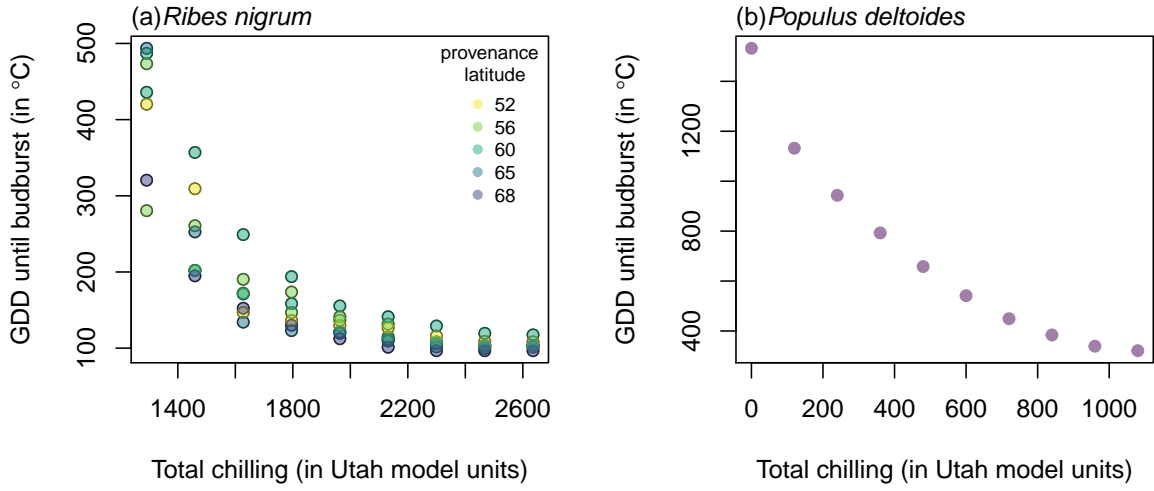 (a)Ribes nigrum
GDD until budburst (in °C)
500
400
300
200
100
provenance
latitude
52
56
60
65
68
1400 1800 2200 2600
Total chilling (in Utah model units)
(b)Populus deltoides
GDD until budburst (in °C)
1200
800
400
0 200 400 600 800 1000
Total chilling (in Utah model units)